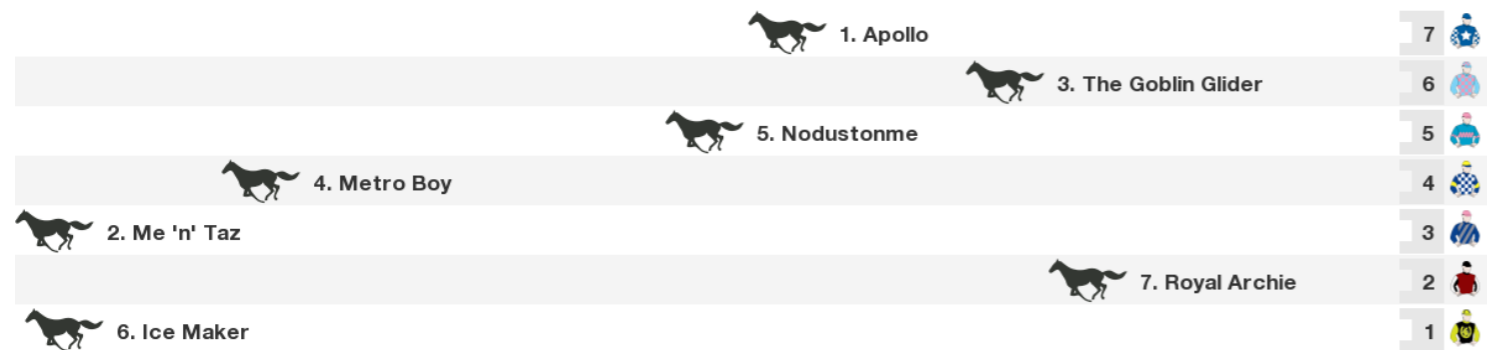 1. Apollo 7
3. The Goblin Glider 6
5. Nodustonme 5
4. Metro Boy 4
2. Me 'n' Taz 3
7. Royal Archie 2
6. Ice Maker 1